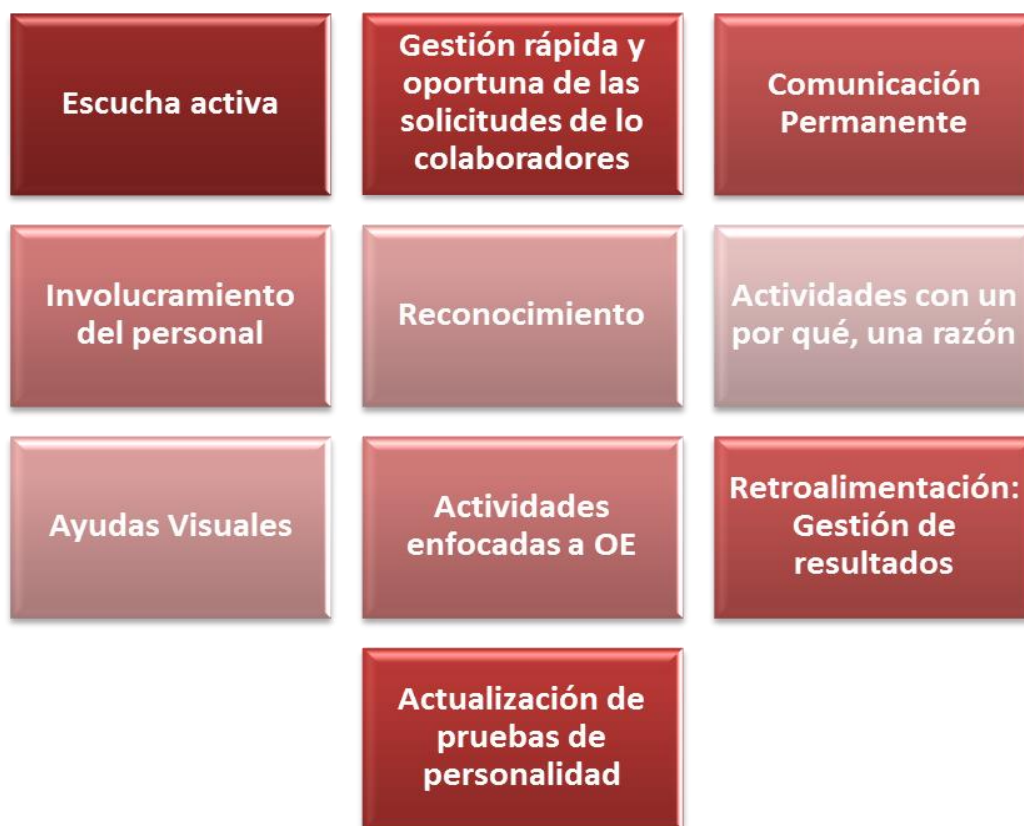 Escucha activa
Gestión rápida y
oportuna de las
solicitudes de lo
colaboradores
Comunicación
Permanente
Involucramiento
del personal
Reconocimiento
Actividades con un
por qué, una razón
Ayudas Visuales
Actividades
enfocadas a OE
Retroalimentación:
Gestión de
resultados
Actualización de
pruebas de
personalidad